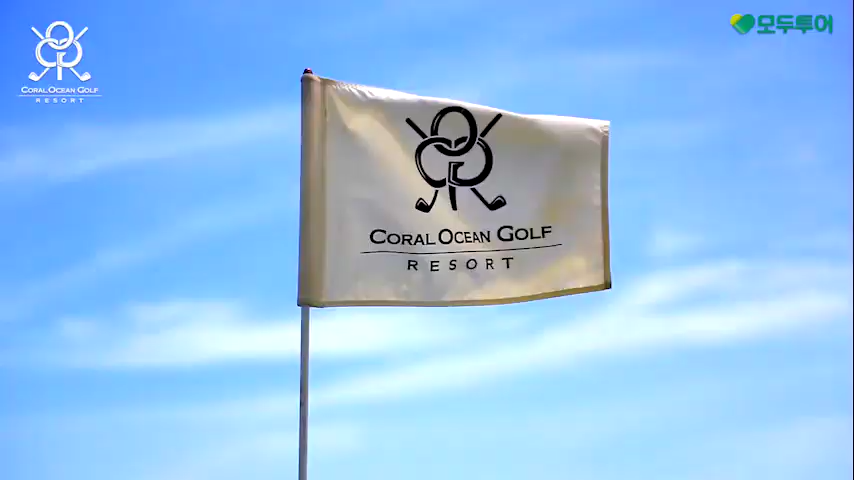 CORAL OCEAN GOLF
RESORT
모두투어
CORAL OCEAN GOLF
RESORT